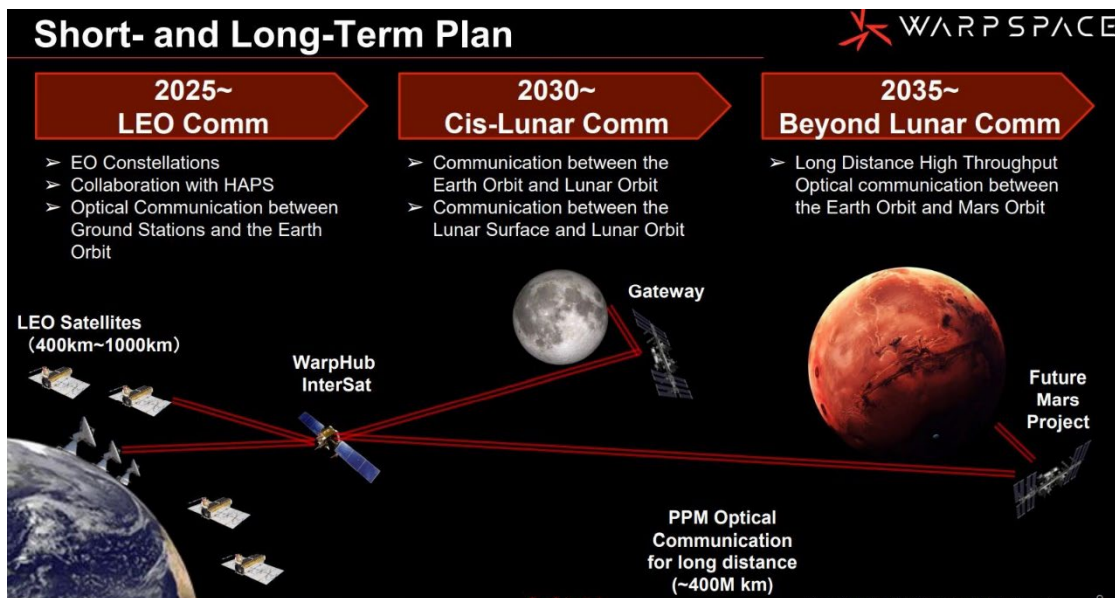 Short- and Long-Term Plan
WARPSPACE
2025~
LEO Comm
2030~
Cis-Lunar Comm
2035~
Beyond Lunar Comm
➢ EO Constellations
➢ Collaboration with HAPS
➢ Optical Communication between
Ground Stations and the Earth
Orbit
➢ Communication between the
Earth Orbit and Lunar Orbit
➢ Communication between the
Lunar Surface and Lunar Orbit
➢ Long Distance High Throughput
Optical communication between
the Earth Orbit and Mars Orbit
LEO Satellites
（400km~1000km）
WarpHub
InterSat
Gateway
Future
Mars
Project
PPM Optical
Communication
for long distance
(~400M km)